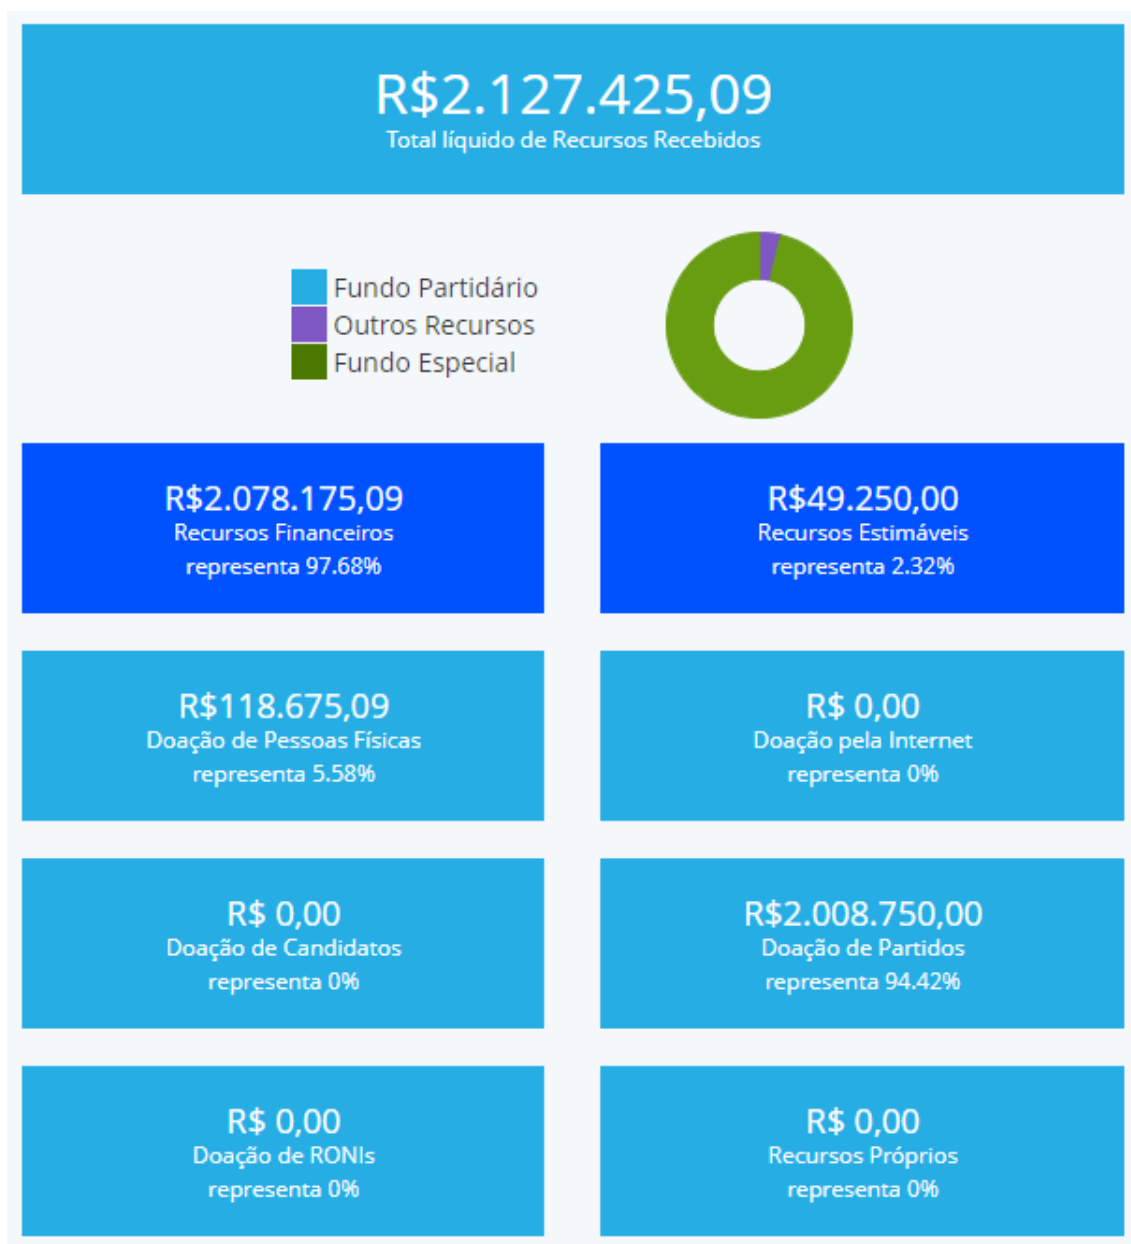 R$2.127.425,09
Total líquido de Recursos Recebidos
Fundo Partidário
Outros Recursos
Fundo Especial
R$2.078.175,09
Recursos Financeiros
representa 97.68%
R$49.250,00
Recursos Estimáveis
representa 2.32%
R$118.675,09
Doação de Pessoas Físicas
representa 5.58%
R$ 0,00
Doação pela Internet
representa 0%
R$ 0,00
Doação de Candidatos
representa 0%
R$2.008.750,00
Doação de Partidos
representa 94.42%
R$ 0,00
Doação de RONIs
representa 0%
R$ 0,00
Recursos Próprios
representa 0%